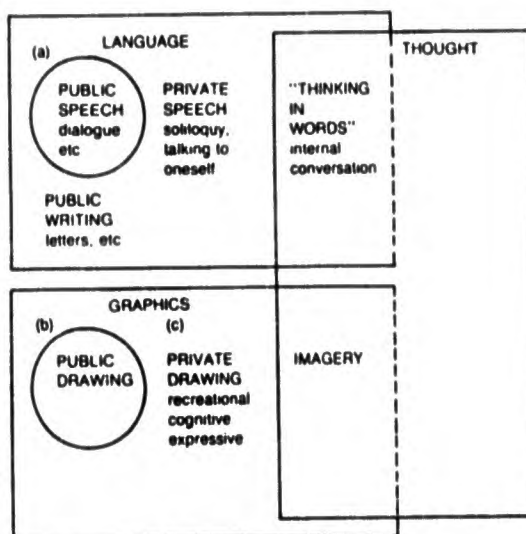 LANGUAGE
THOUGHT
(a)
PUBLIC
SPEECH
dialogue
etc
PRIVATE
SPEECH
soliloquy,
talking to
oneself
"THINKING
IN
WORDS"
internal
conversation
PUBLIC
WRITING
letters, etc
GRAPHICS
(b)
(c)
PUBLIC
DRAWING
PRIVATE
DRAWING
recreational
cognitive
expressive
IMAGERY